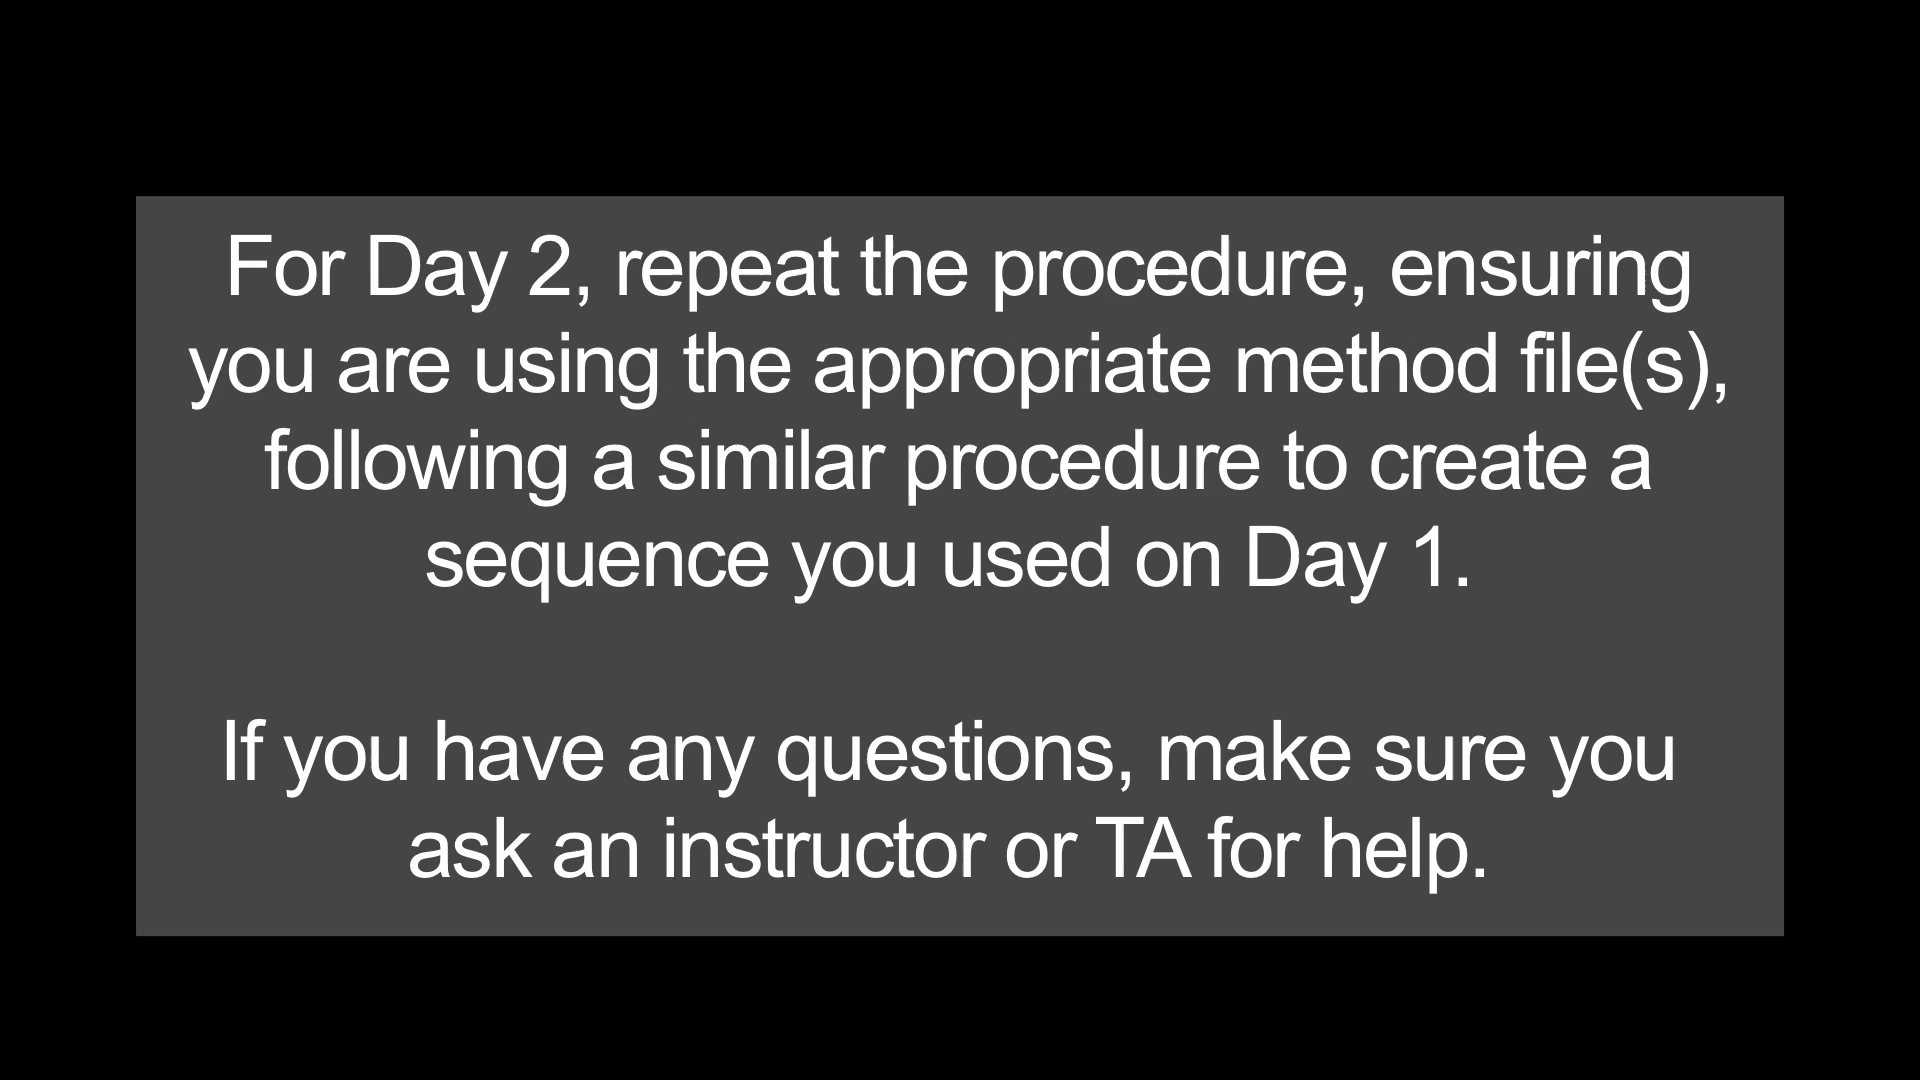 For Day 2, repeat the procedure, ensuring
you are using the appropriate method file(s),
following a similar procedure to create a
sequence you used on Day 1.
If you have any questions, make sure you
ask an instructor or TA for help.